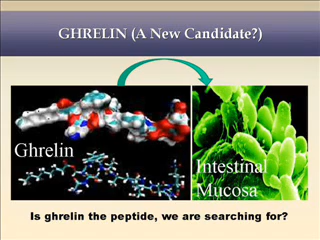 GHRELIN (A New Candidate?)
Ghrelin
Intestinal
Mucosa
Is ghrelin the peptide, we are searching for?